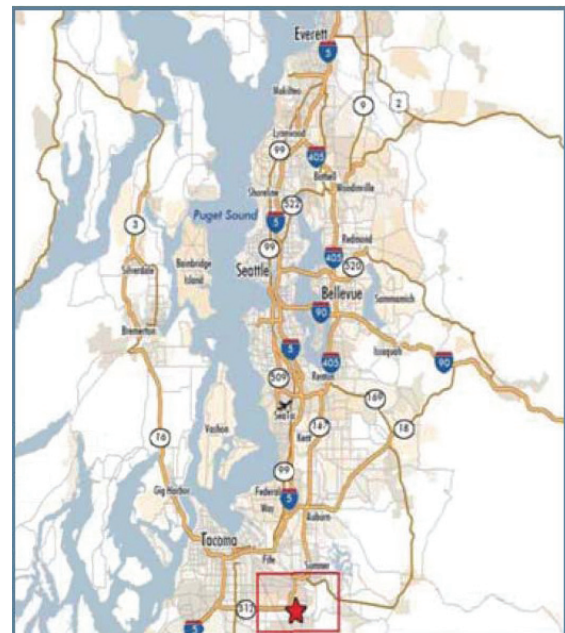 Everett
5
Mukilteo
9
2
Lynnwood
99
405
Bothell
Woodinville
Shoreline
522
Puget Sound
5
3
99
Redmond
405
520
Silverdale
Bainbridge
Island
Seattle
Bellevue
Sammamish
90
Bremerton
5
Issaquah
405
90
509
Renton
169
SeaTac
167
18
Vashon
Kent
16
99
Gig Harbor
Federal
Way
5
Auburn
Tacoma
Fife
Sumner
512
5